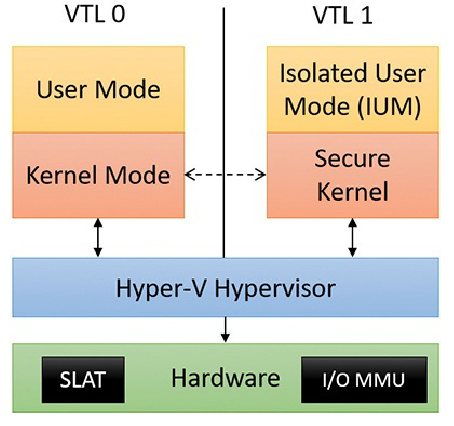 VTL 0
VTL 1
User Mode
Isolated User
Mode (IUM)
Kernel Mode
Secure
Kernel
Hyper-V Hypervisor
SLAT
Hardware
I/O MMU